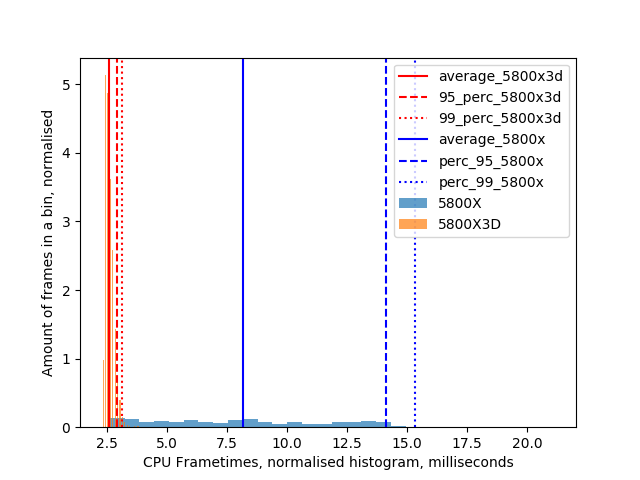 average_5800x3d
95_perc_5800x3d
99_perc_5800x3d
average_5800x
perc_95_5800x
perc_99_5800x
5800X
5800X3D
Amount of frames in a bin, normalised
5
4
3
2
1
0
2.5 5.0 7.5 10.0 12.5 15.0 17.5 20.0
CPU Frametimes, normalised histogram, milliseconds